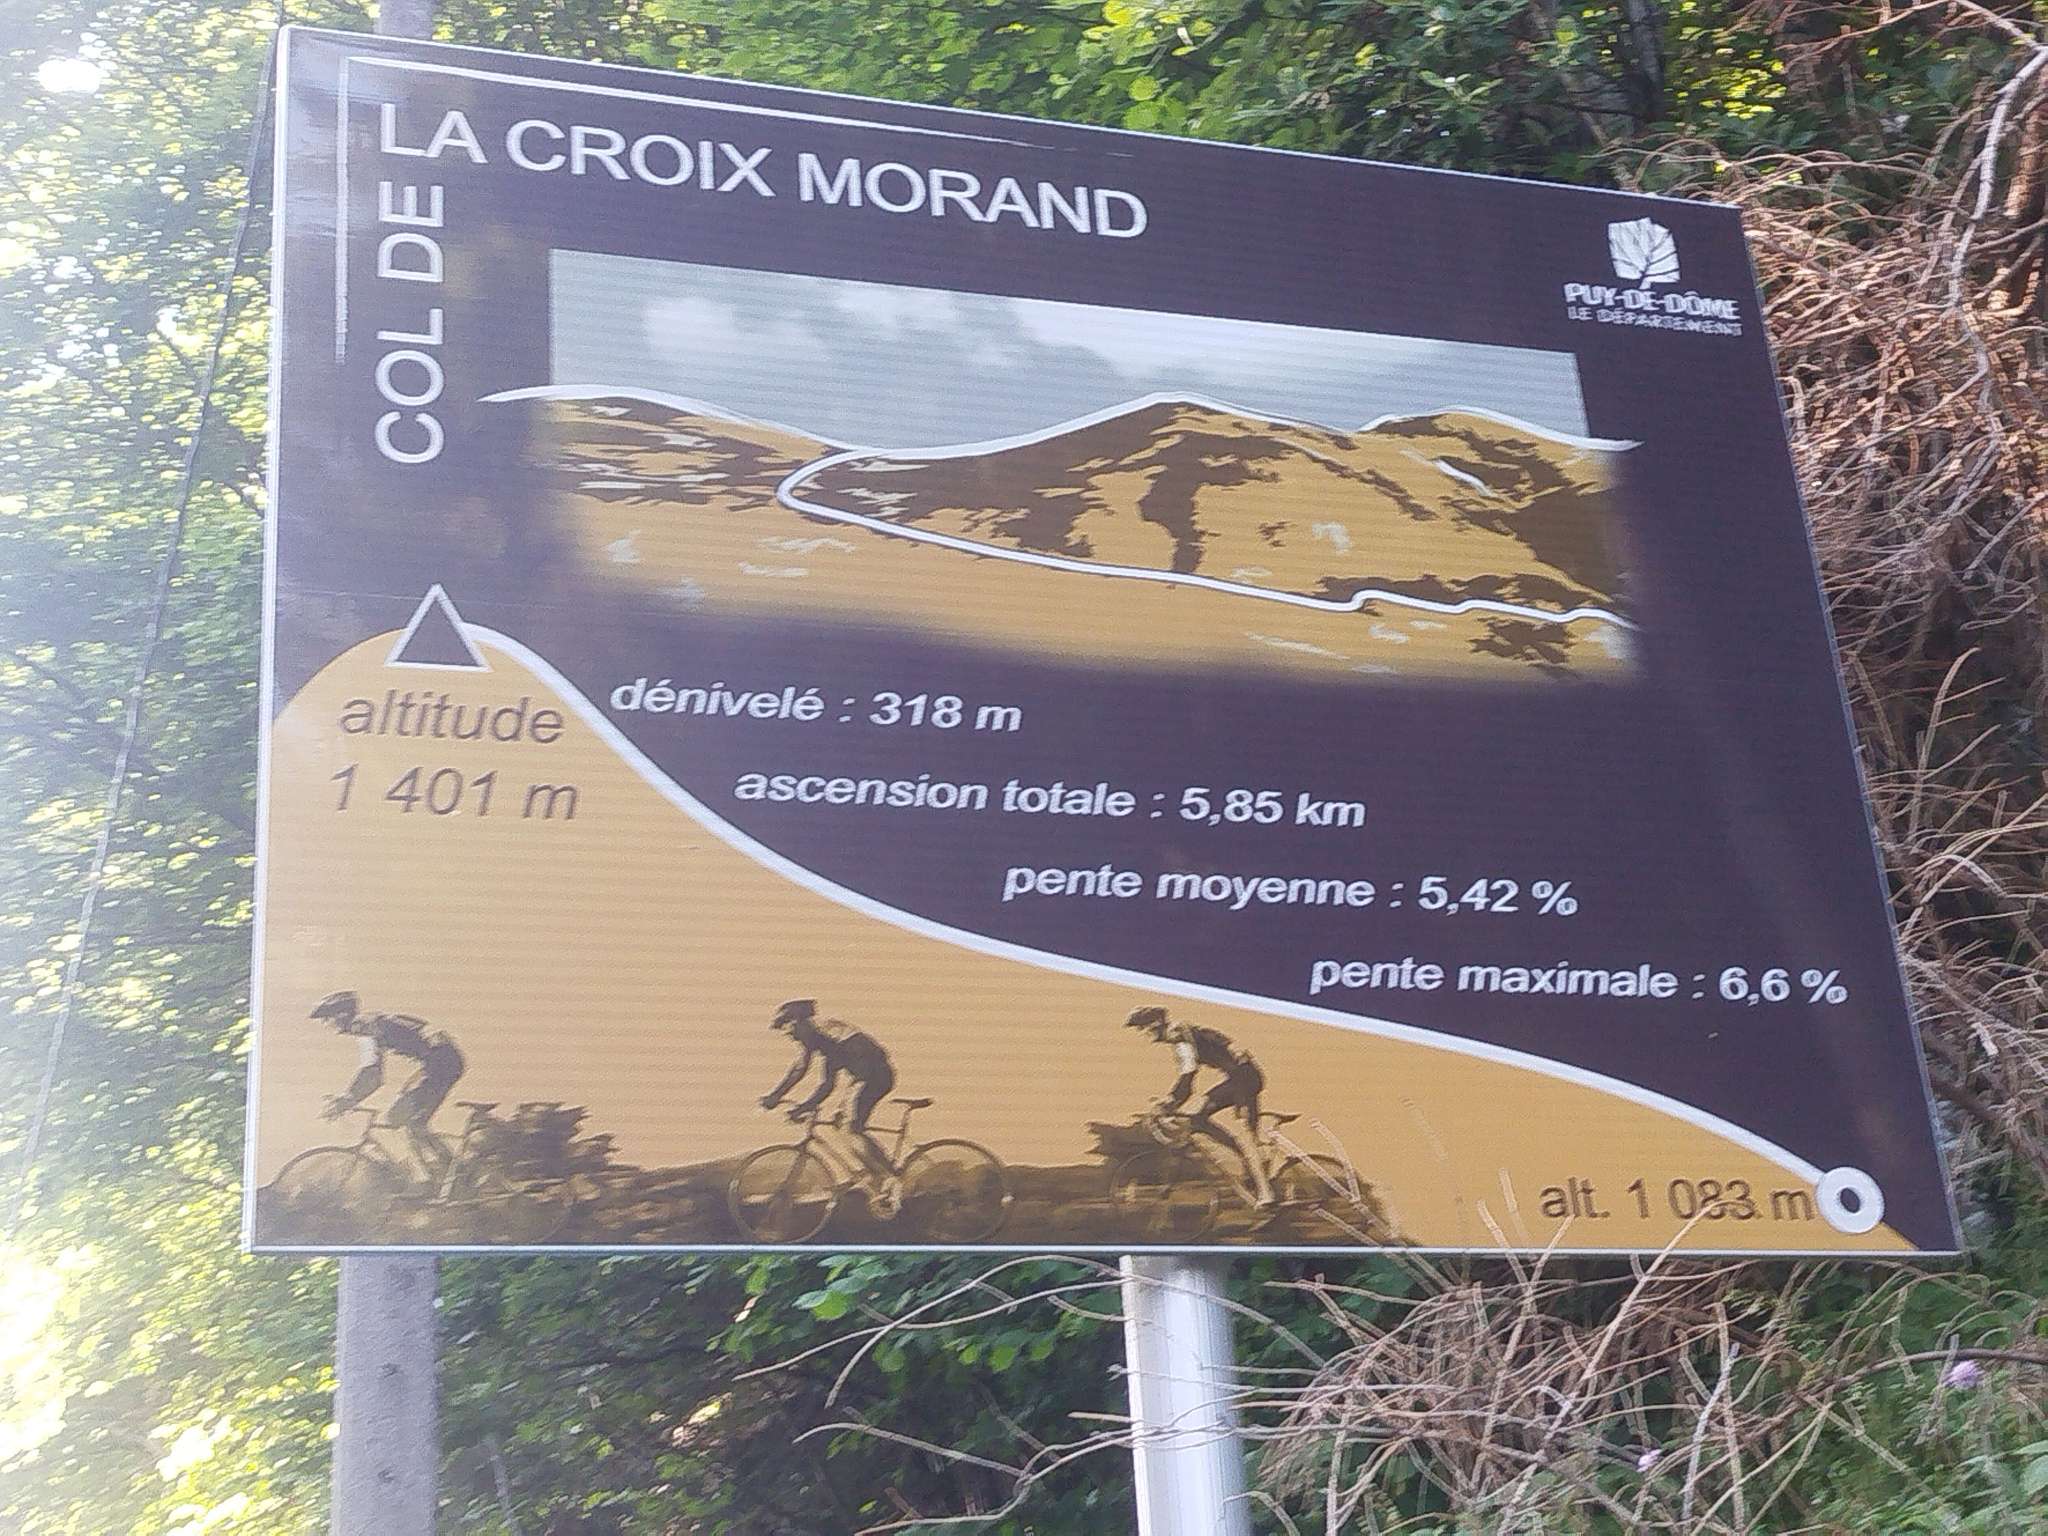 COL DE
LA CROIX MORAND
PUY-DE-DÔME
LE DÉPARTEMENT
altitude
1 401 m
dénivelé : 318 m
ascension totale : 5,85 km
pente moyenne : 5,42 %
pente maximale : 6,6 %
alt. 1 083 m